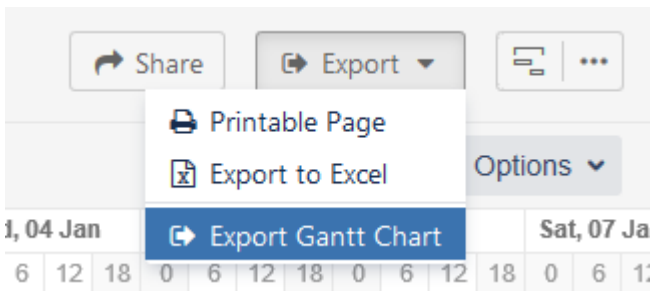 Share Export
Printable Page
Export to Excel
Options
Export Gantt Chart
d, 04 Jan Sat, 07 Ja
6 12 18 0 6 12 18 0 6 12 18 0 6 12